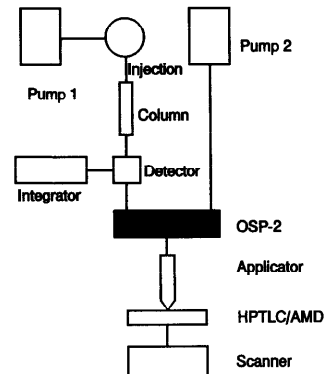 Pump 2
Injection
Pump 1
Column
Detector
Integrator
OSP-2
Applicator
HPTLC/AMD
Scanner